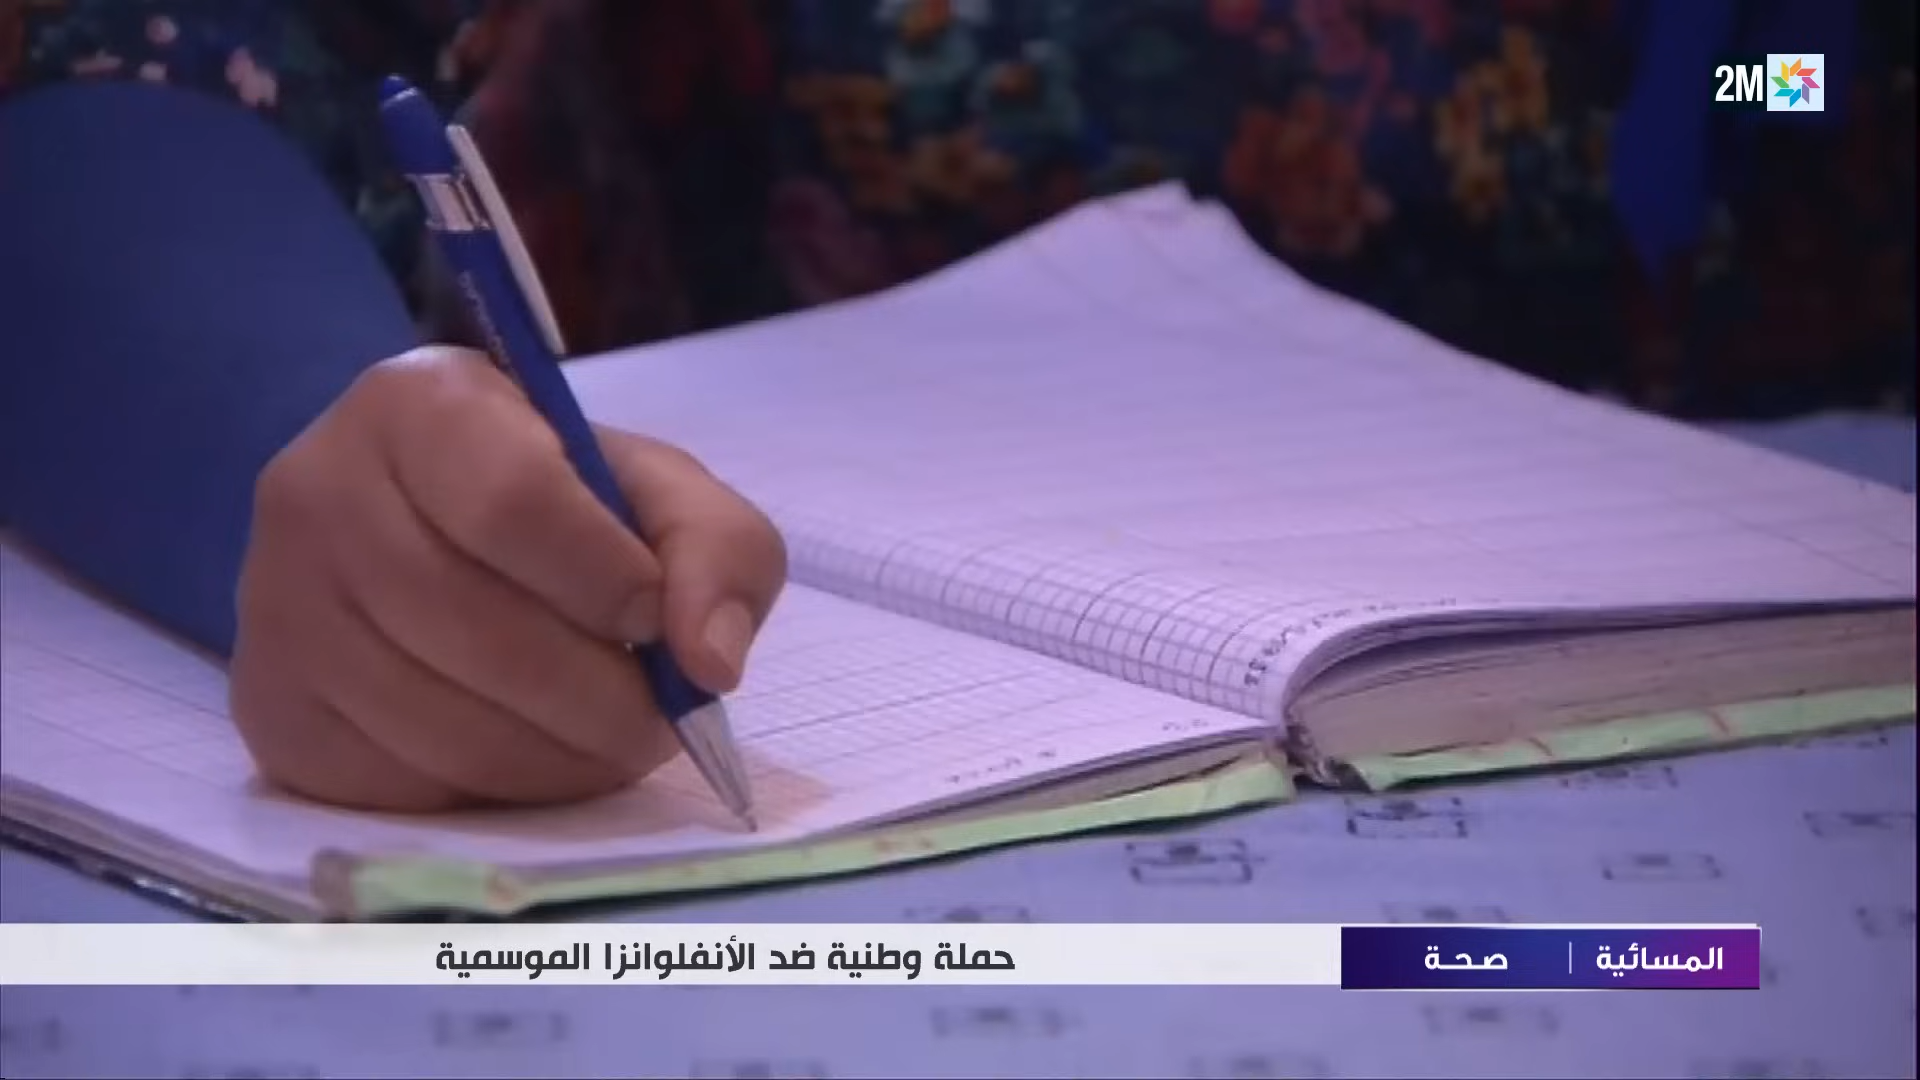 2M
المسائية | صحة
حملة وطنية ضد الأنفلوانزا الموسمية